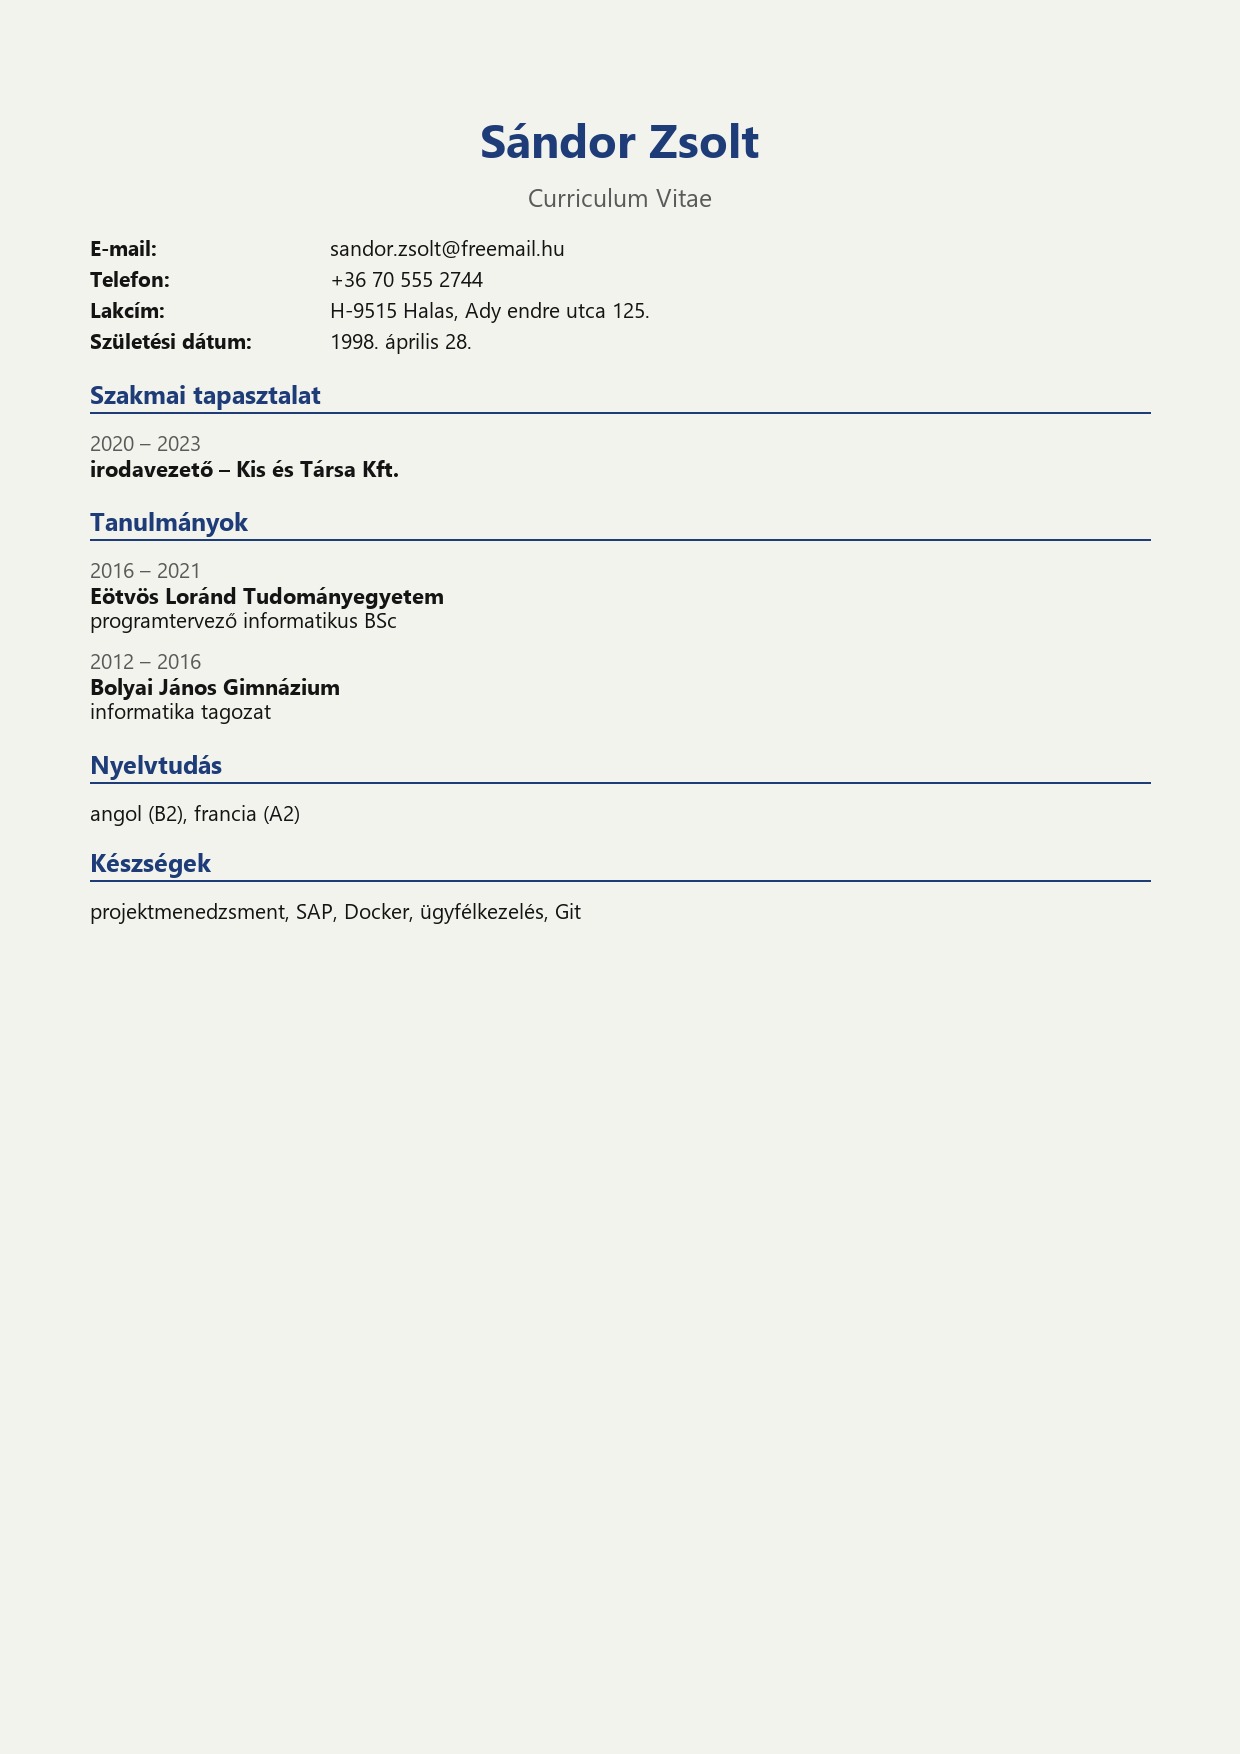 Sándor Zsolt
Curriculum Vitae
E-mail: sandor.zsolt@freemail.hu
Telefon: +36 70 555 2744
Lakcím: H-9515 Halas, Ady endre utca 125.
Születési dátum: 1998. április 28.
Szakmai tapasztalat
2020 – 2023
irodavezető – Kis és Társa Kft.
Tanulmányok
2016 – 2021
Eötvös Loránd Tudományegyetem
programtervező informatikus BSc
2012 – 2016
Bolyai János Gimnázium
informatika tagozat
Nyelvtudás
angol (B2), francia (A2)
Készségek
projektmenedzsment, SAP, Docker, ügyfélkezelés, Git